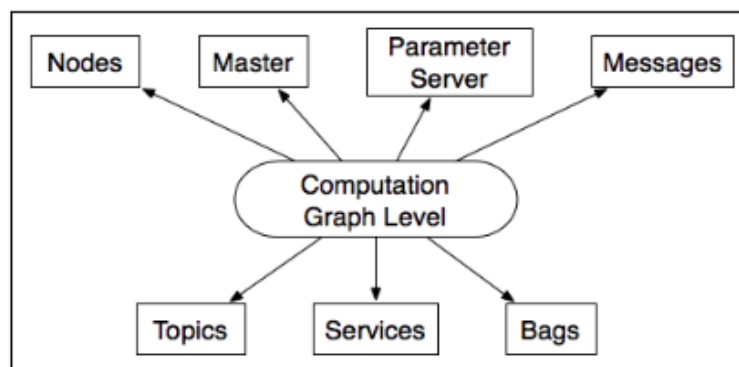 Nodes
Master
Parameter
Server
Messages
Computation
Graph Level
Topics
Services
Bags